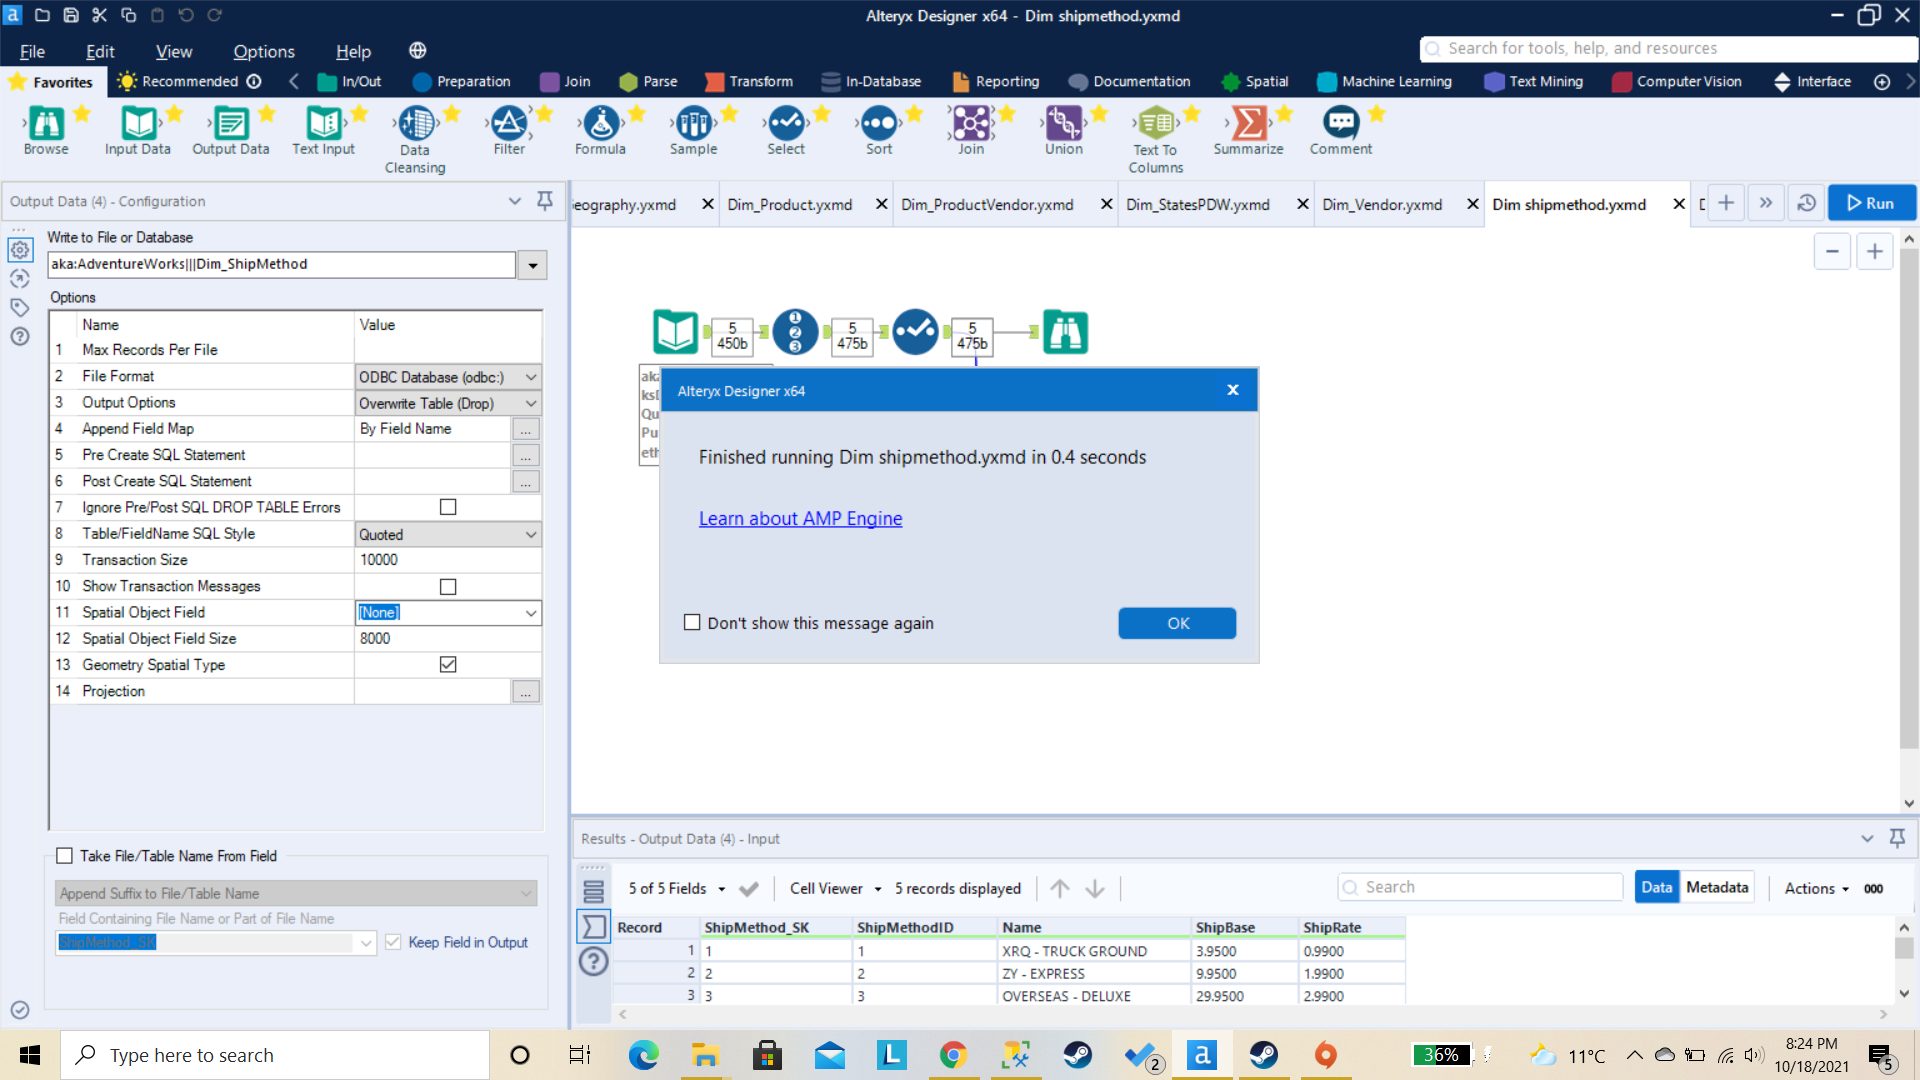 Alteryx Designer x64 - Dim shipmethod.yxmd
File Edit View Options Help
Search for tools, help, and resources
Favorites Recommended In/Out Preparation Join Parse Transform In-Database Reporting Documentation Spatial Machine Learning Text Mining Computer Vision Interface
Browse Input Data Output Data Text Input Data Cleansing Filter Formula Sample Select Sort Join Union Text To Columns Summarize Comment
Output Data (4) - Configuration
eography.yxmd Dim_Product.yxmd Dim_ProductVendor.yxmd Dim_StatesPDW.yxmd Dim_Vendor.yxmd Dim shipmethod.yxmd Run
Write to File or Database
aka:AdventureWorks|||Dim_ShipMethod
Options
Name Value
1 Max Records Per File
2 File Format ODBC Database (odbc:)
3 Output Options Overwrite Table (Drop)
4 Append Field Map By Field Name ...
5 Pre Create SQL Statement ...
6 Post Create SQL Statement ...
7 Ignore Pre/Post SQL DROP TABLE Errors
8 Table/FieldName SQL Style Quoted
9 Transaction Size 10000
10 Show Transaction Messages
11 Spatial Object Field [None]
12 Spatial Object Field Size 8000
13 Geometry Spatial Type
14 Projection ...
Take File/Table Name From Field
Append Suffix to File/Table Name
Field Containing File Name or Part of File Name
ShipMethod_SK Keep Field in Output
5
450b
1
2
3
5
475b
5
475b
aka
ksD
Qu
Pu
eth
Alteryx Designer x64
Finished running Dim shipmethod.yxmd in 0.4 seconds
Learn about AMP Engine
Don't show this message again OK
Results - Output Data (4) - Input
5 of 5 Fields Cell Viewer 5 records displayed Search Data Metadata Actions 000
Record ShipMethod_SK ShipMethodID Name ShipBase ShipRate
1 1 1 XRQ - TRUCK GROUND 3.9500 0.9900
2 2 2 ZY - EXPRESS 9.9500 1.9900
3 3 3 OVERSEAS - DELUXE 29.9500 2.9900
Type here to search
L
2
a
36%
11°C
8:24 PM
10/18/2021
5